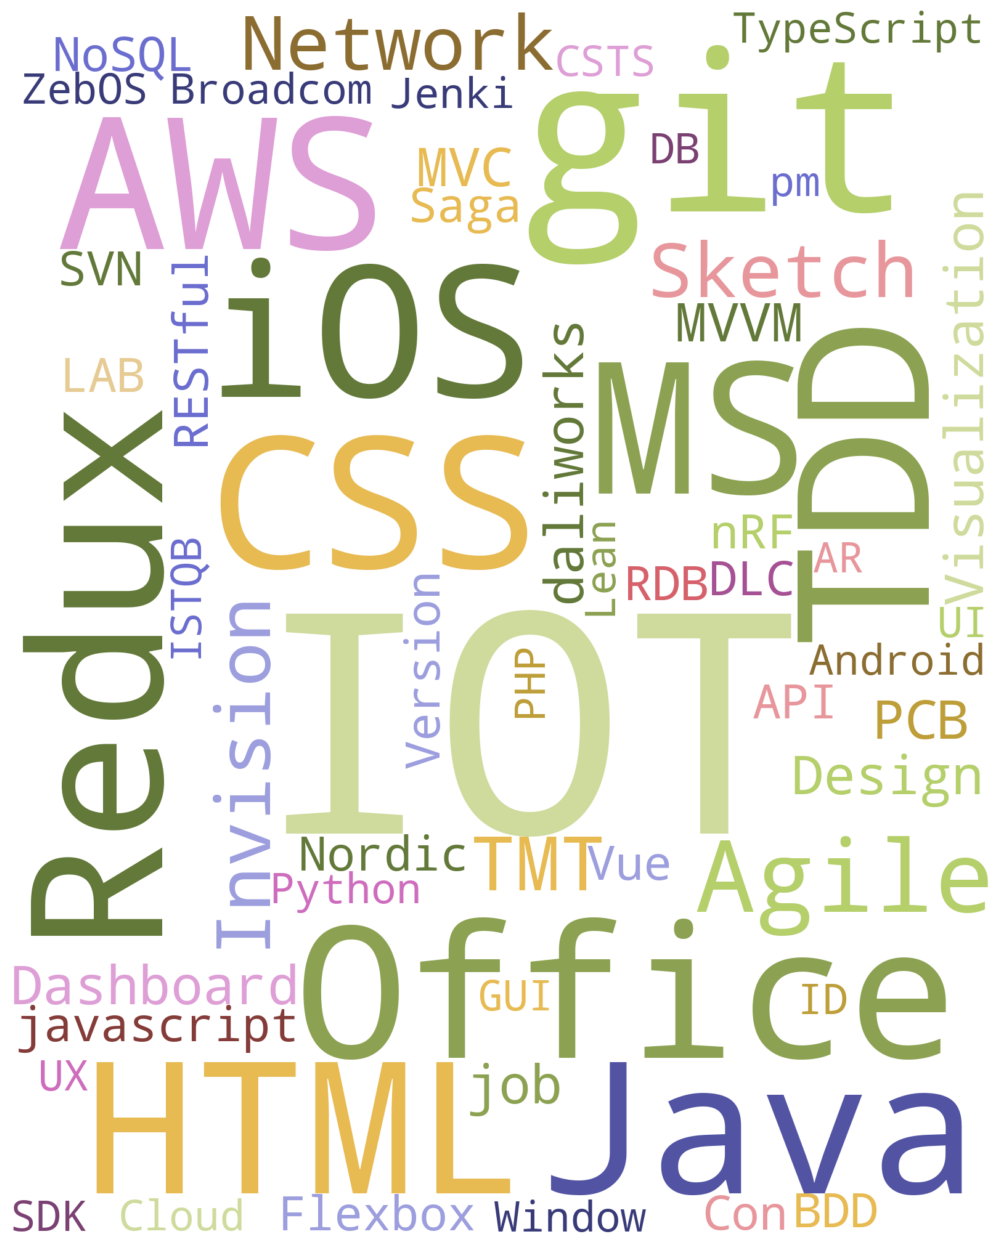 TypeScript
Network
NoSQL
CSTS
ZebOS
Broadcom
Jenki
git
AWS
DB
MVC
pm
Saga
SVN
RESTful
iOS
Sketch
Visualization
MVVM
daliworks
MS
TDD
LAB
Redux
CSS
nRF
Lean
AR
ISTQB
RDB
DLC
Version
UI
Invision
IOT
PHP
Android
API
PCB
Design
Nordic
TMT
Vue
Agile
Python
Office
Dashboard
GUI
ID
javascript
UX
HTML
job
Java
SDK
Cloud
Flexbox
Window
Con
BDD